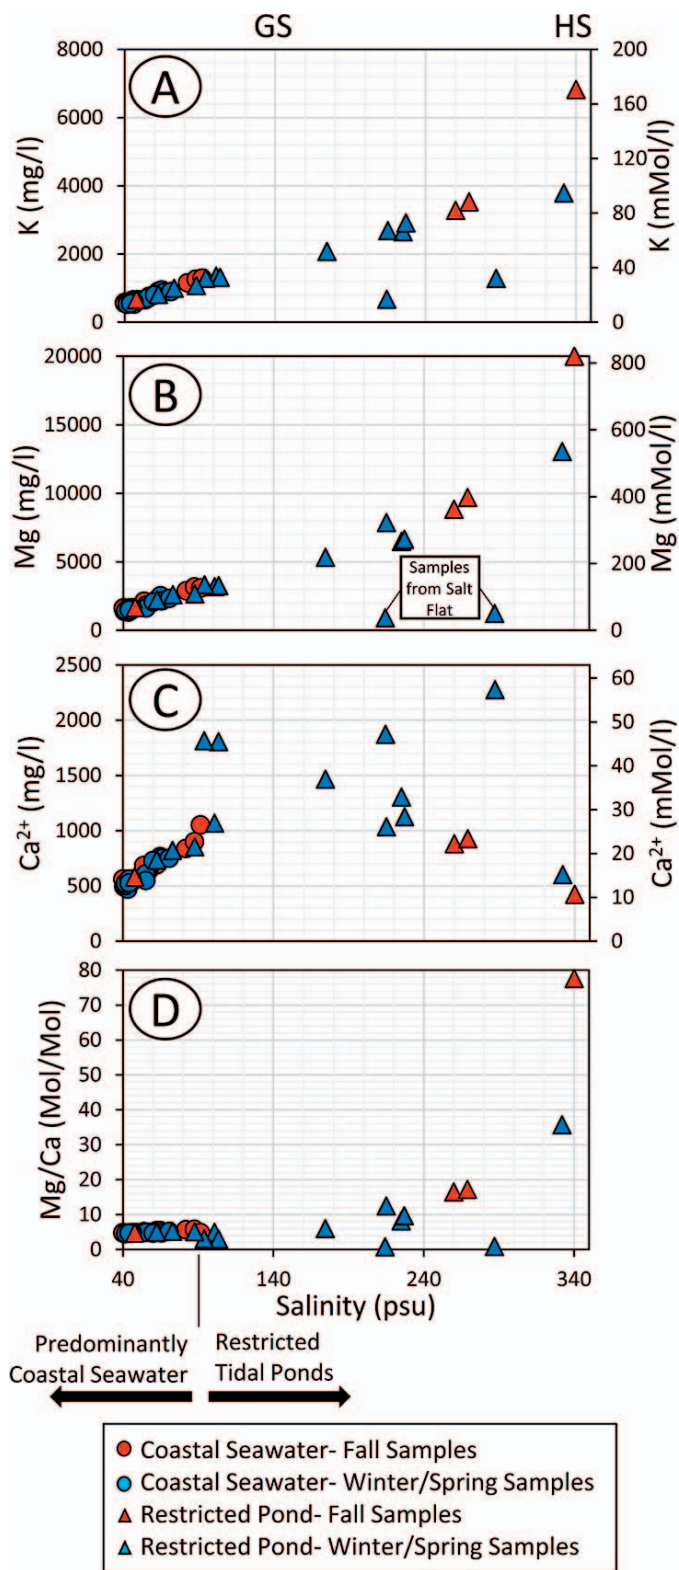 GS HS
A
8000
6000
4000
2000
0
K (mg/l)
200
160
120
80
40
0
K (mMol/l)
B
20000
15000
10000
5000
0
Mg (mg/l)
800
600
400
200
0
Mg (mMol/l)
Samples
from Salt
Flat
C
2500
2000
1500
1000
500
0
Ca²⁺ (mg/l)
60
50
40
30
20
10
0
Ca²⁺ (mMol/l)
D
80
70
60
50
40
30
20
10
0
Mg/Ca (Mol/Mol)
40 140 240 340
Salinity (psu)
Predominantly
Coastal Seawater
Restricted
Tidal Ponds
Coastal Seawater- Fall Samples
Coastal Seawater- Winter/Spring Samples
Restricted Pond- Fall Samples
Restricted Pond- Winter/Spring Samples